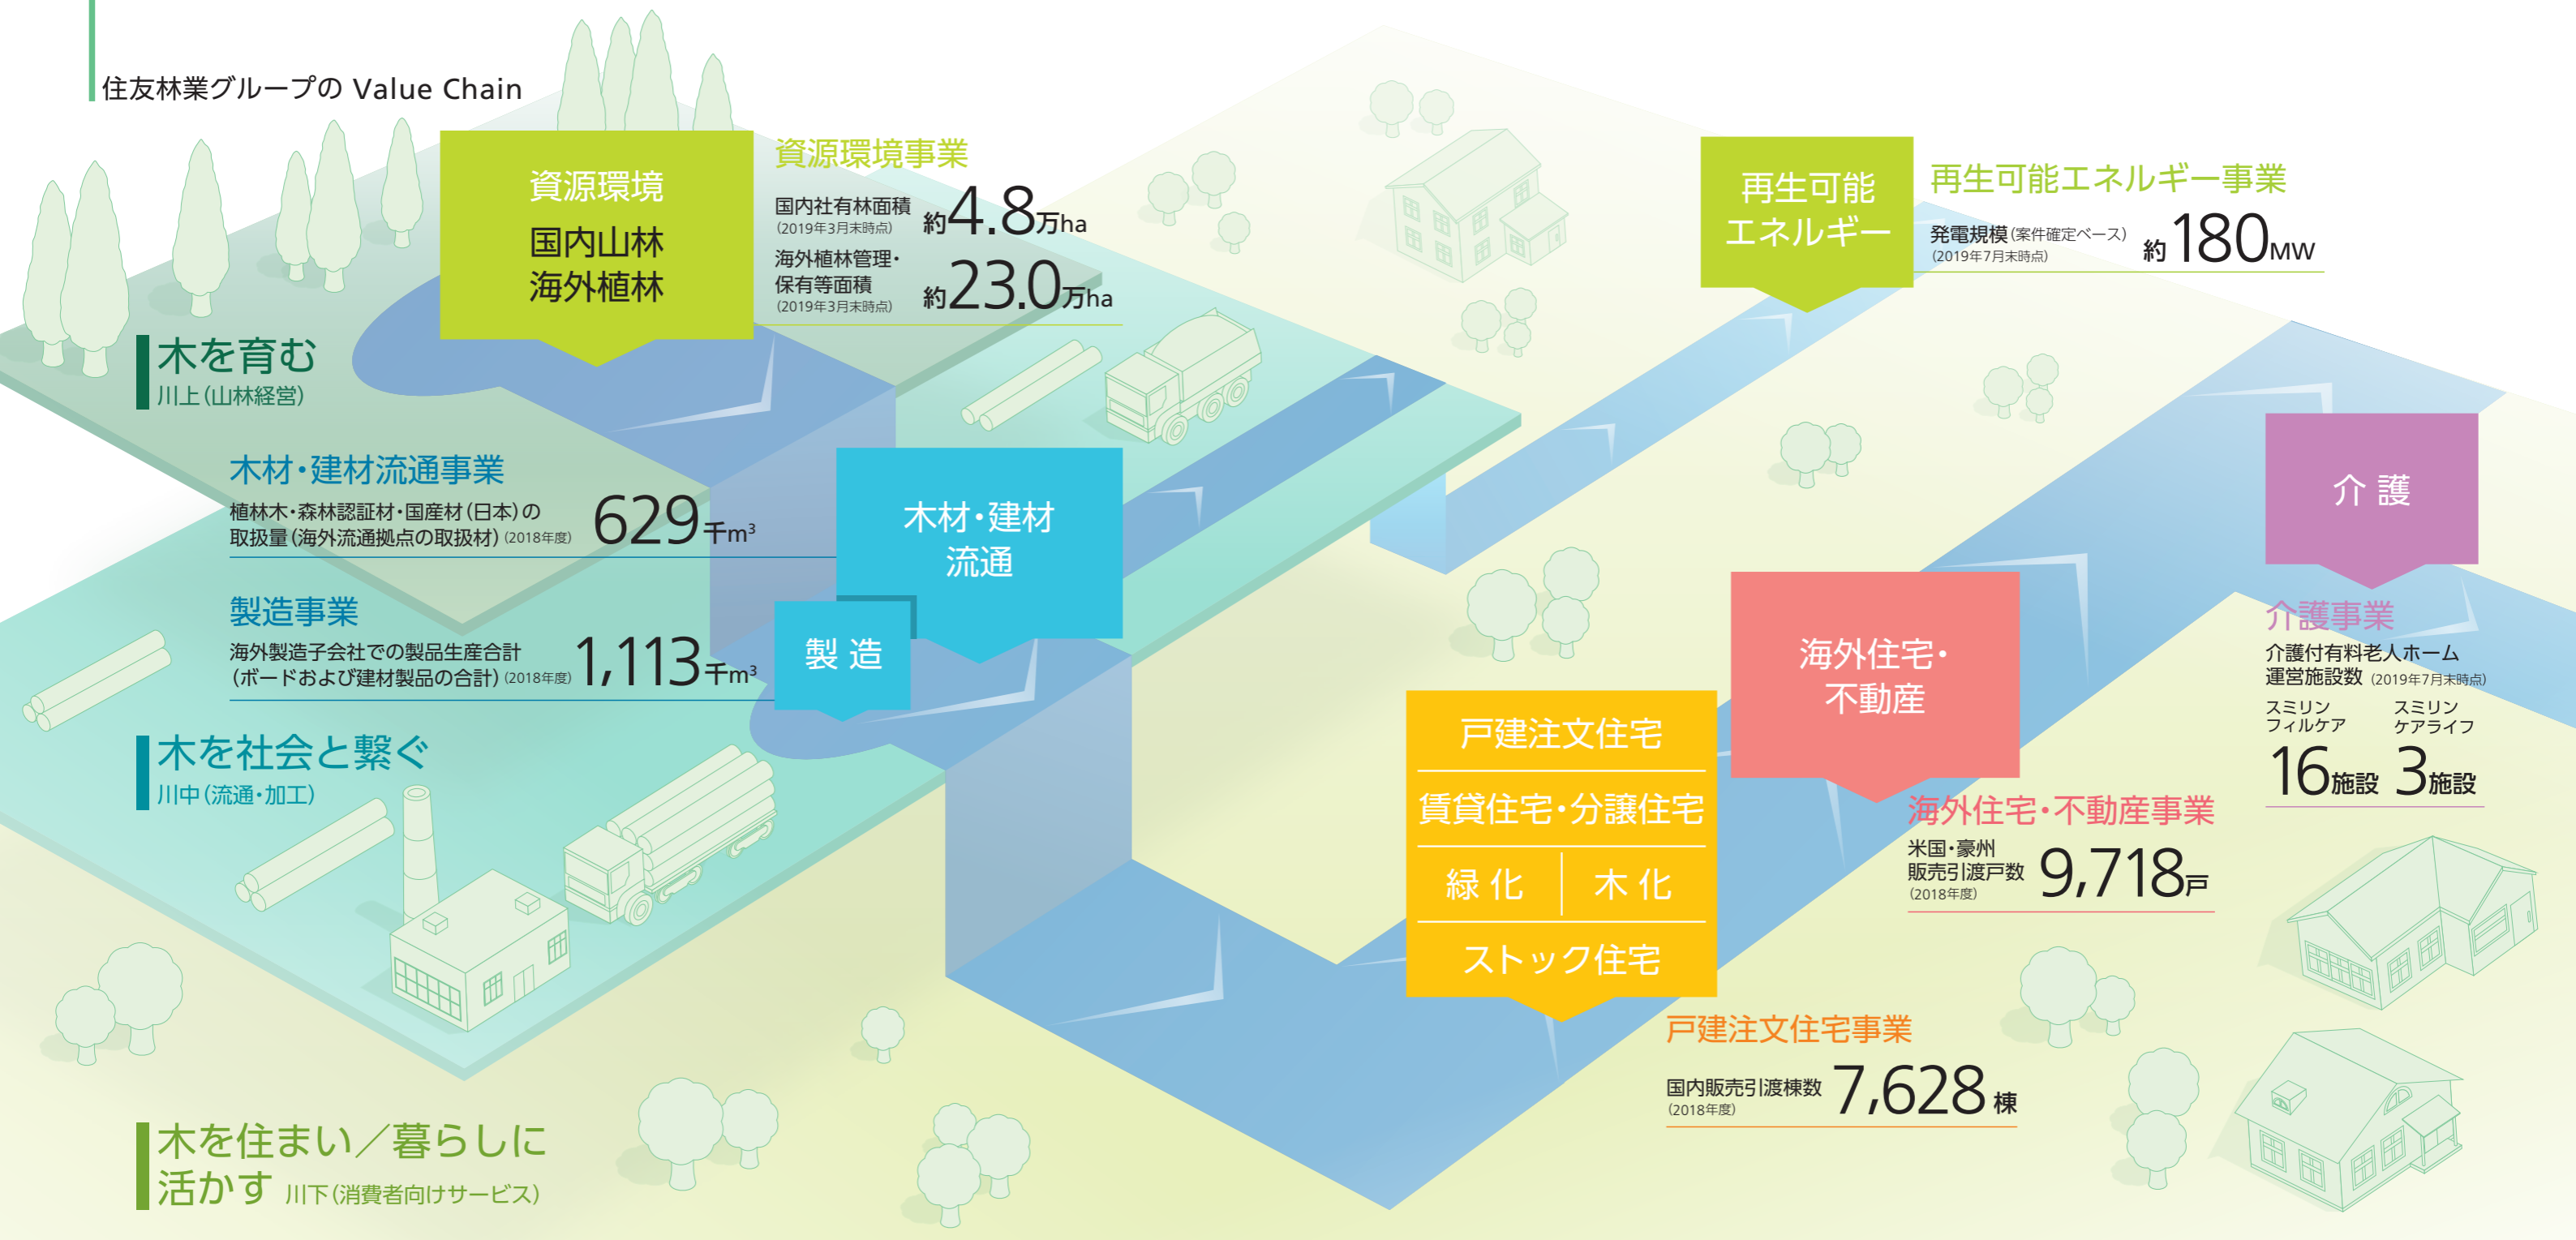 住友林業グループの Value Chain
資源環境
国内山林
海外植林
資源環境事業
国内社有林面積
(2019年3月末時点)
約4.8万ha
海外植林管理・
保有等面積
(2019年3月末時点)
約23.0万ha
木を育む
川上(山林経営)
木材・建材流通事業
植林木・森林認証材・国産材(日本)の
取扱量(海外流通拠点の取扱材)(2018年度)
629千m³
製造事業
海外製造子会社での製品生産合計
(ボードおよび建材製品の合計)(2018年度)
1,113千m³
木材・建材
流通
製造
木を社会と繋ぐ
川中(流通・加工)
再生可能
エネルギー
再生可能エネルギー事業
発電規模(案件確定ベース)
(2019年7月末時点)
約180MW
介護
介護事業
介護付有料老人ホーム
運営施設数(2019年7月末時点)
スミリン
フィルケア
16施設
スミリン
ケアライフ
3施設
海外住宅・
不動産
海外住宅・不動産事業
米国・豪州
販売引渡戸数
(2018年度)
9,718戸
戸建注文住宅
賃貸住宅・分譲住宅
緑化
木化
ストック住宅
戸建注文住宅事業
国内販売引渡棟数
(2018年度)
7,628棟
木を住まい／暮らしに
活かす 川下(消費者向けサービス)